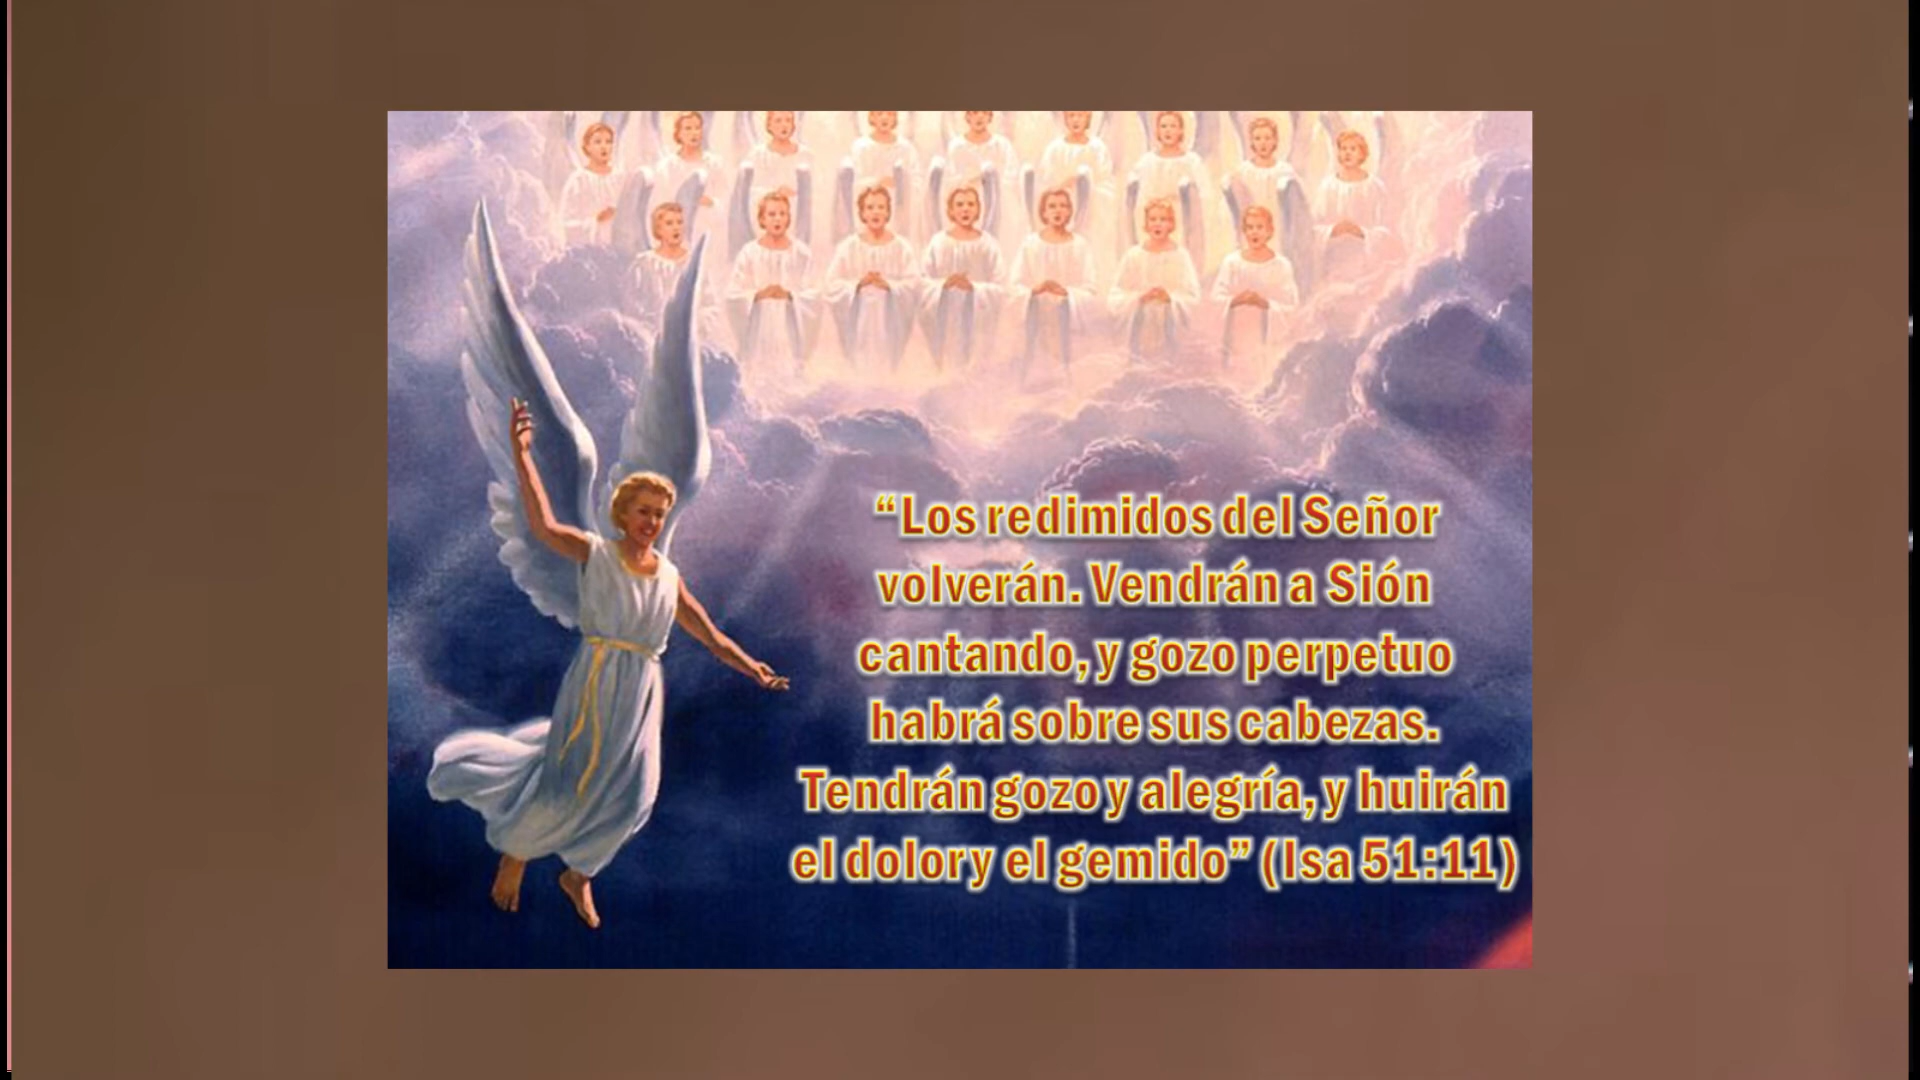 “Los redimidos del Señor
volverán. Vendrán a Sión
cantando, y gozo perpetuo
habrá sobre sus cabezas.
Tendrán gozo y alegría, y huirán
el dolor y el gemido” (Isa 51:11)